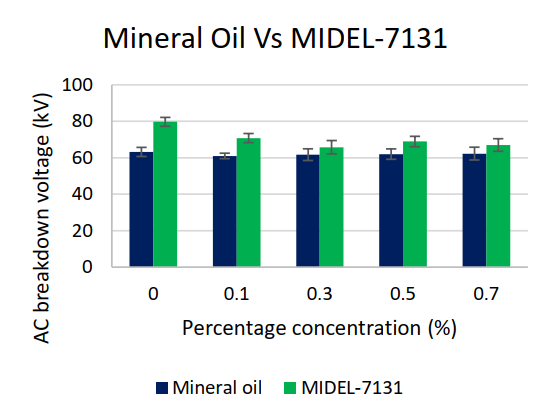 Mineral Oil Vs MIDEL-7131
AC breakdown voltage (kV)
100
80
60
40
20
0
0 0.1 0.3 0.5 0.7
Percentage concentration (%)
Mineral oil MIDEL-7131